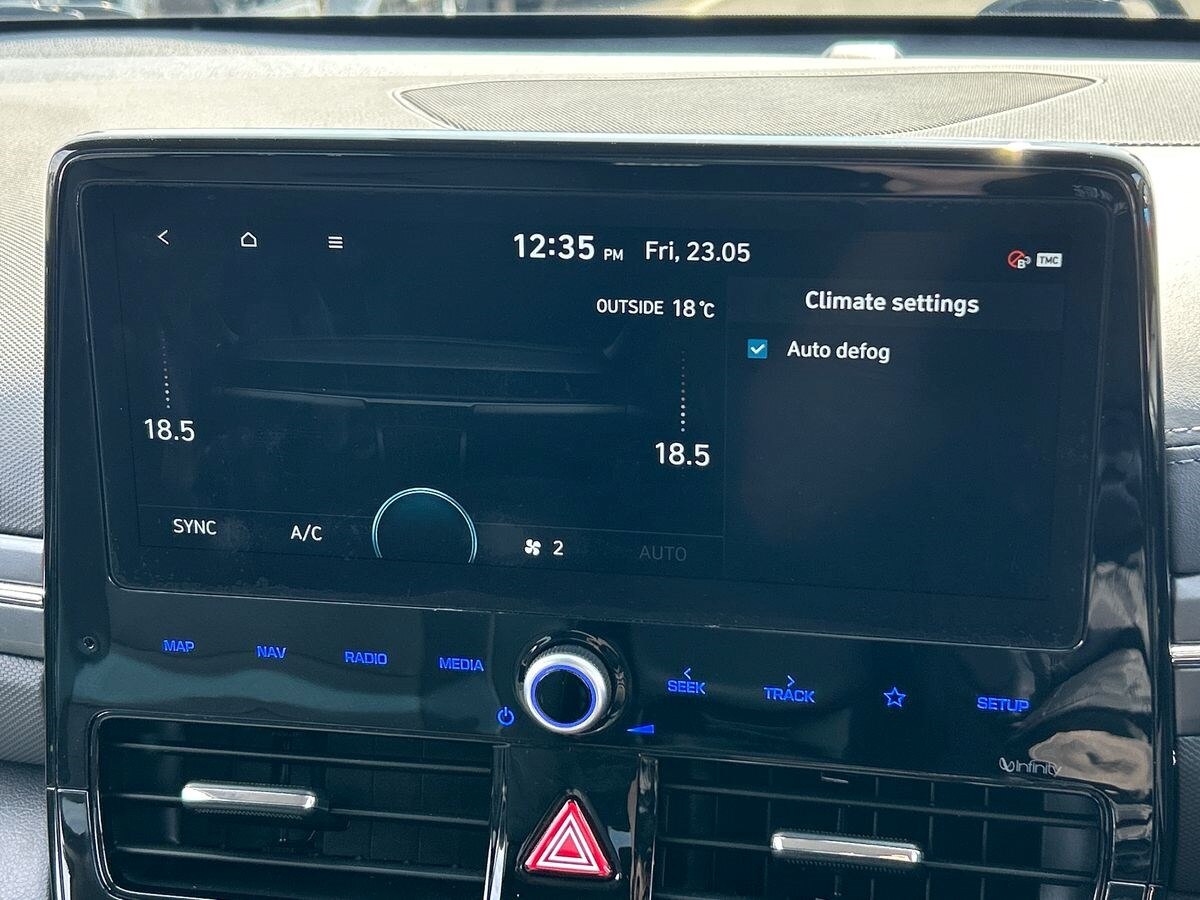 12:35 PM Fri, 23.05
TMC
OUTSIDE 18°C
Climate settings
Auto defog
18.5
18.5
SYNC
A/C
2
AUTO
MAP
NAV
RADIO
MEDIA
< SEEK
> TRACK
SETUP
Infinity